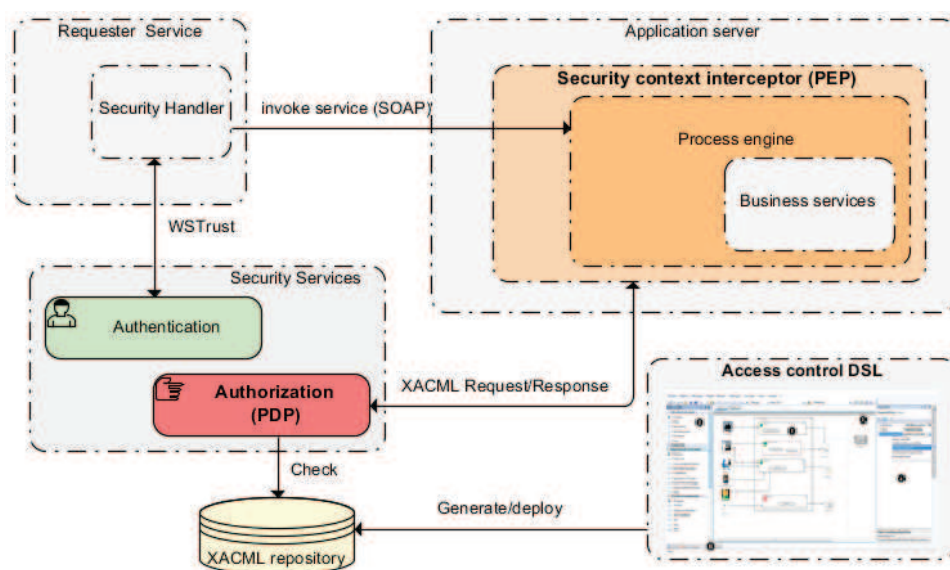 Requester Service
Application server
Security Handler
invoke service (SOAP)
Security context interceptor (PEP)
Process engine
Business services
WSTrust
Security Services
Authentication
Authorization
(PDP)
XACML Request/Response
Access control DSL
Check
Generate/deploy
XACML repository